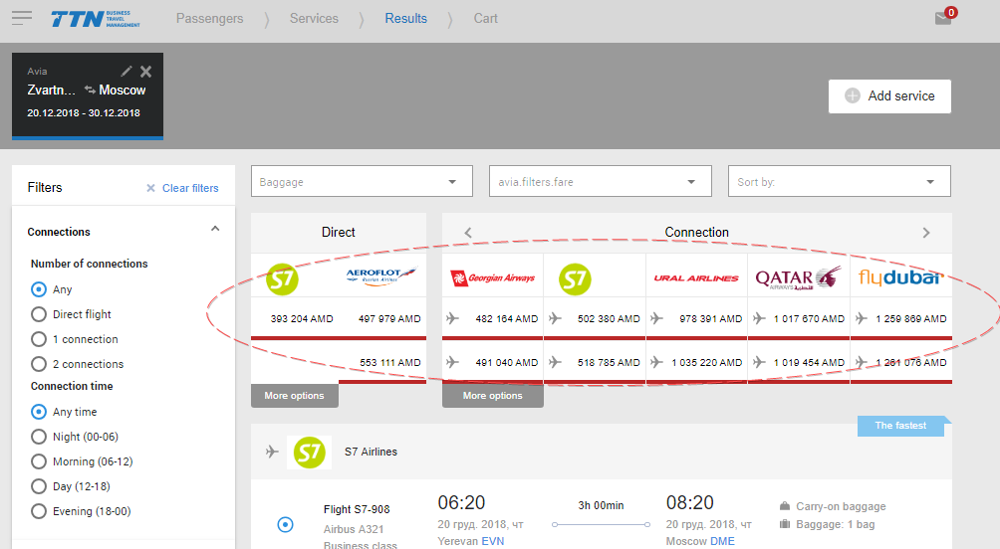 TTN BUSINESS TRAVEL MANAGEMENT
Passengers Services Results Cart
0
Avia
Zvartn... Moscow
20.12.2018 - 30.12.2018
Add service
Filters Clear filters
Connections
Number of connections
Any
Direct flight
1 connection
2 connections
Connection time
Any time
Night (00-06)
Morning (06-12)
Day (12-18)
Evening (18-00)
Baggage avia.filters.fare Sort by:
Direct Connection
S7 AEROFLOT Russian Airlines Georgian Airways S7 URAL AIRLINES QATAR AIRWAYS القطرية flydubai
393 204 AMD 497 979 AMD 482 164 AMD 502 380 AMD 978 391 AMD 1 017 670 AMD 1 259 869 AMD
553 111 AMD 491 040 AMD 518 785 AMD 1 035 220 AMD 1 019 454 AMD 1 261 076 AMD
More options More options
The fastest
S7 S7 Airlines
Flight S7-908
Airbus A321
Business class
06:20
20 груд. 2018, чт
Yerevan EVN
3h 00min
08:20
20 груд. 2018, чт
Moscow DME
Carry-on baggage
Baggage: 1 bag